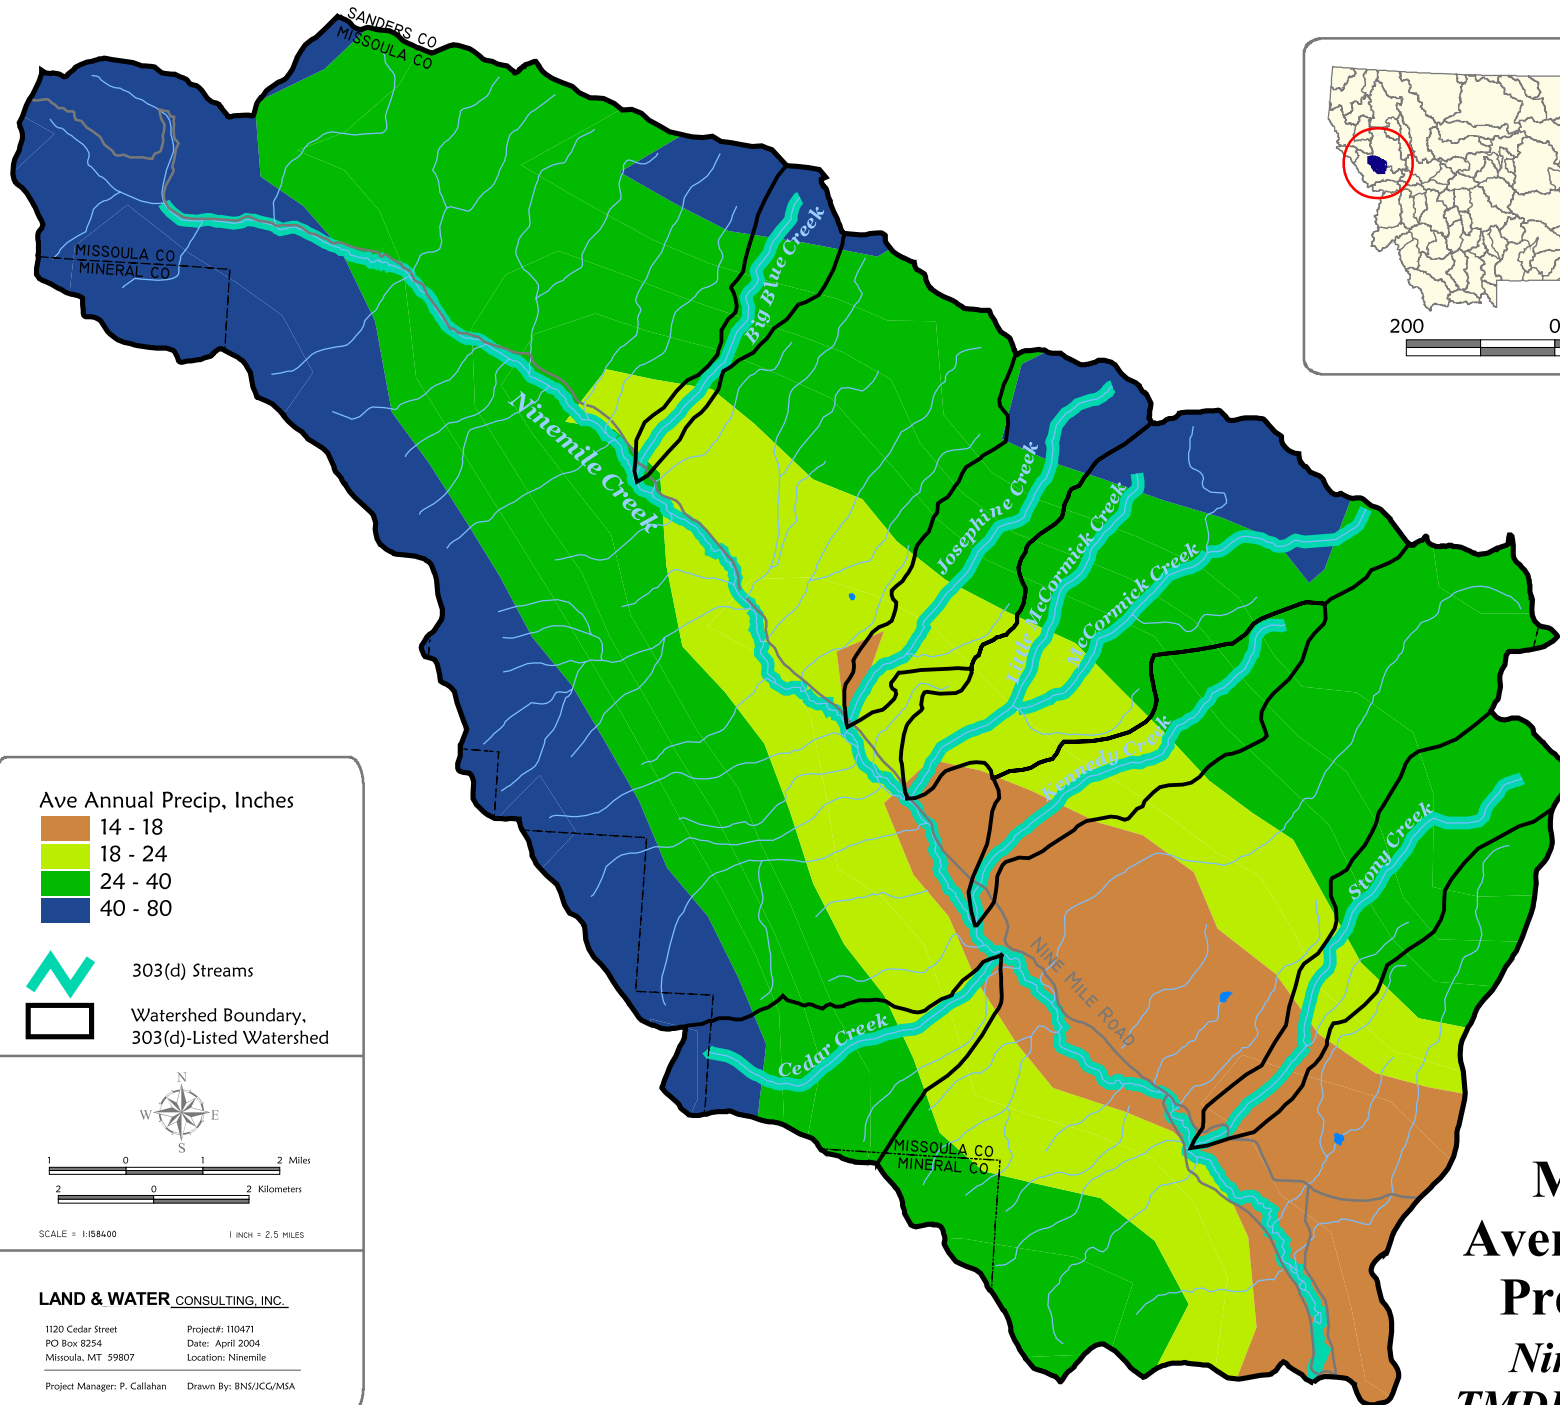 SANDERS CO
MISSOULA CO
MISSOULA CO
MINERAL CO
Big Blue Creek
Ninemile Creek
Josephine Creek
Little McCormick Creek
McCormick Creek
Kennedy Creek
Stony Creek
NINE MILE ROAD
Cedar Creek
MISSOULA CO
MINERAL CO
200 0
Ave Annual Precip, Inches
14 - 18
18 - 24
24 - 40
40 - 80
303(d) Streams
Watershed Boundary,
303(d)-Listed Watershed
N
W E
S
1 0 1 2 Miles
2 0 2 Kilometers
SCALE = 1:158400 1 INCH = 2.5 MILES
LAND & WATER CONSULTING, INC.
1120 Cedar Street Project#: 110471
PO Box 8254 Date: April 2004
Missoula, MT 59807 Location: Ninemile
Project Manager: P. Callahan Drawn By: BNS/JCG/MSA
M
Aver
Pre
Nin
TMDL